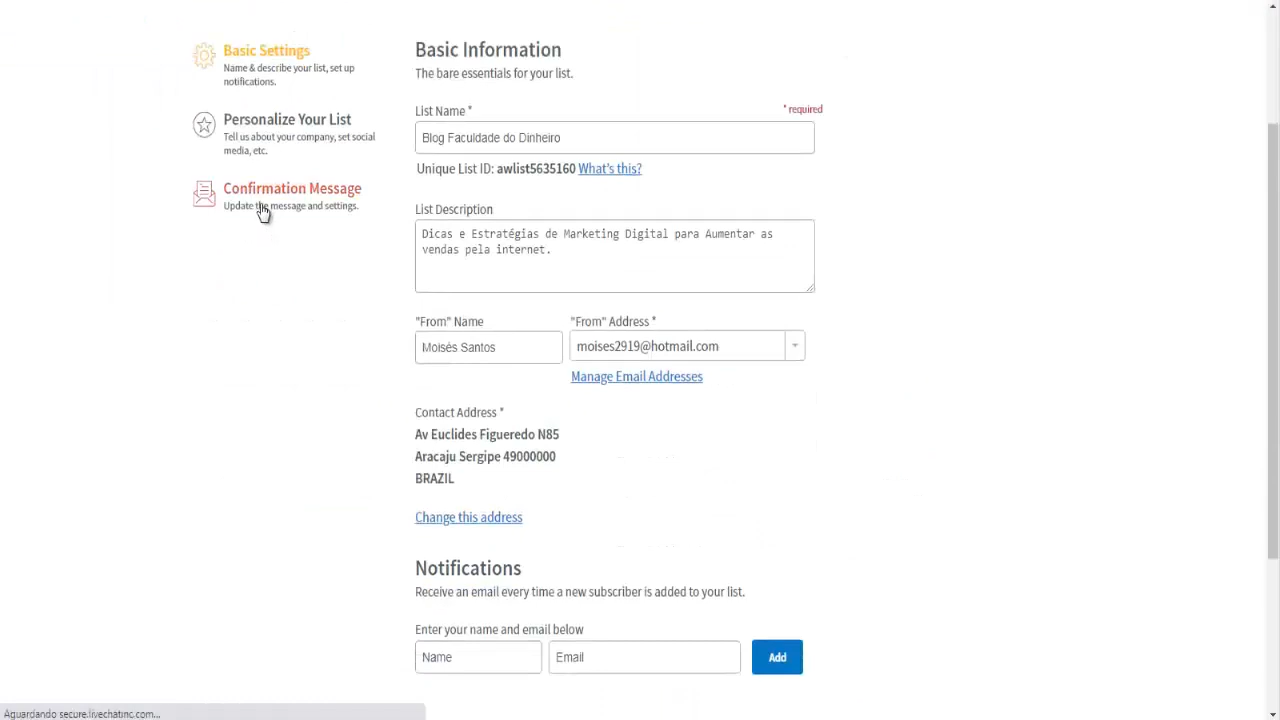 Basic Settings
Name & describe your list, set up
notifications.
Personalize Your List
Tell us about your company, set social
media, etc.
Confirmation Message
Update the message and settings.
Basic Information
The bare essentials for your list.
List Name *
* required
Blog Faculdade do Dinheiro
Unique List ID: awlist5635160 What's this?
List Description
Dicas e Estratégias de Marketing Digital para Aumentar as
vendas pela internet.
"From" Name
"From" Address *
Moisés Santos
moises2919@hotmail.com
Manage Email Addresses
Contact Address *
Av Euclides Figueredo N85
Aracaju Sergipe 49000000
BRAZIL
Change this address
Notifications
Receive an email every time a new subscriber is added to your list.
Enter your name and email below
Name
Email
Add
Aguardando secure.livechatinc.com...